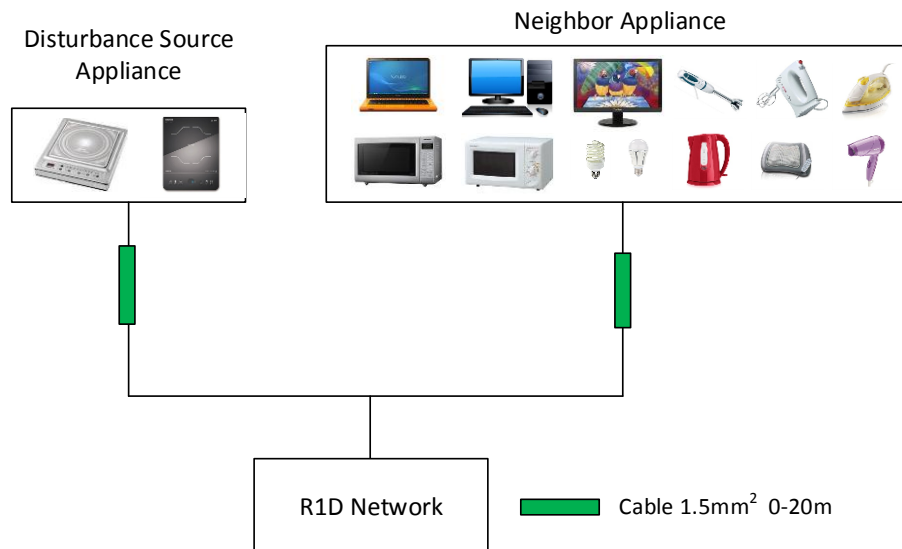 Disturbance Source
Appliance
Neighbor Appliance
R1D Network
Cable 1.5mm² 0-20m